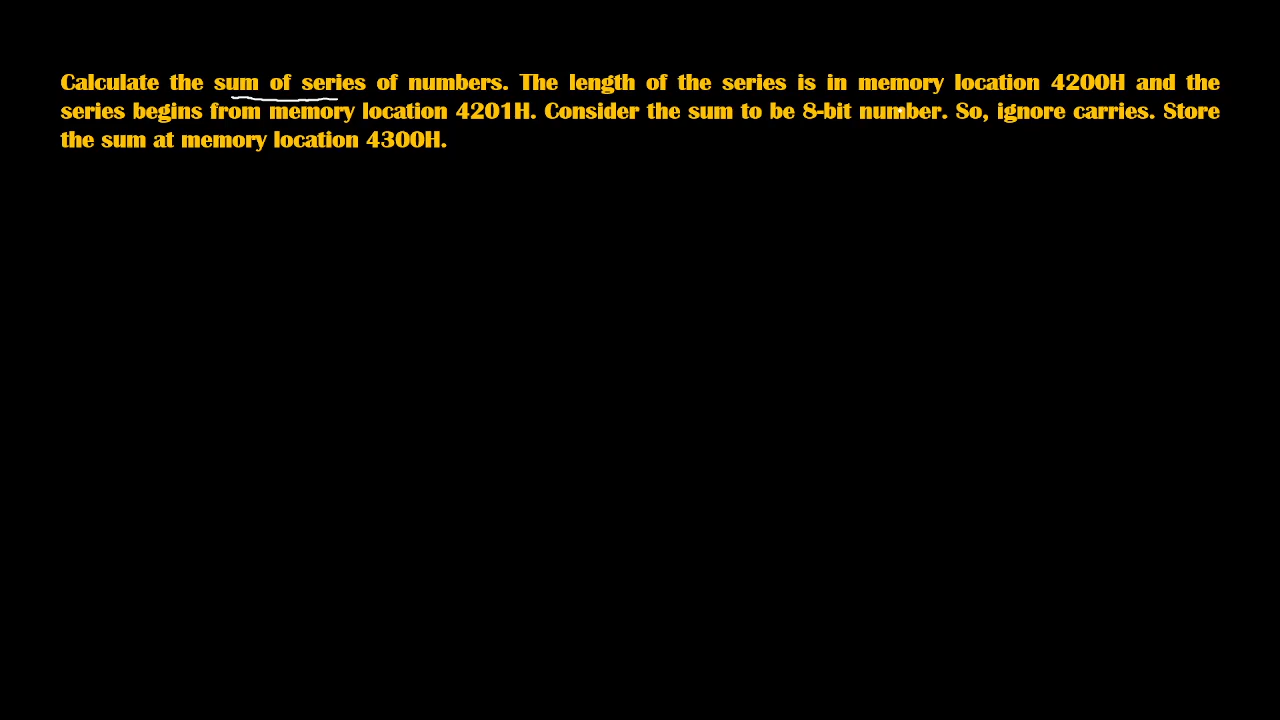 Calculate the sum of series of numbers. The length of the series is in memory location 4200H and the
series begins from memory location 4201H. Consider the sum to be 8-bit number. So, ignore carries. Store
the sum at memory location 4300H.